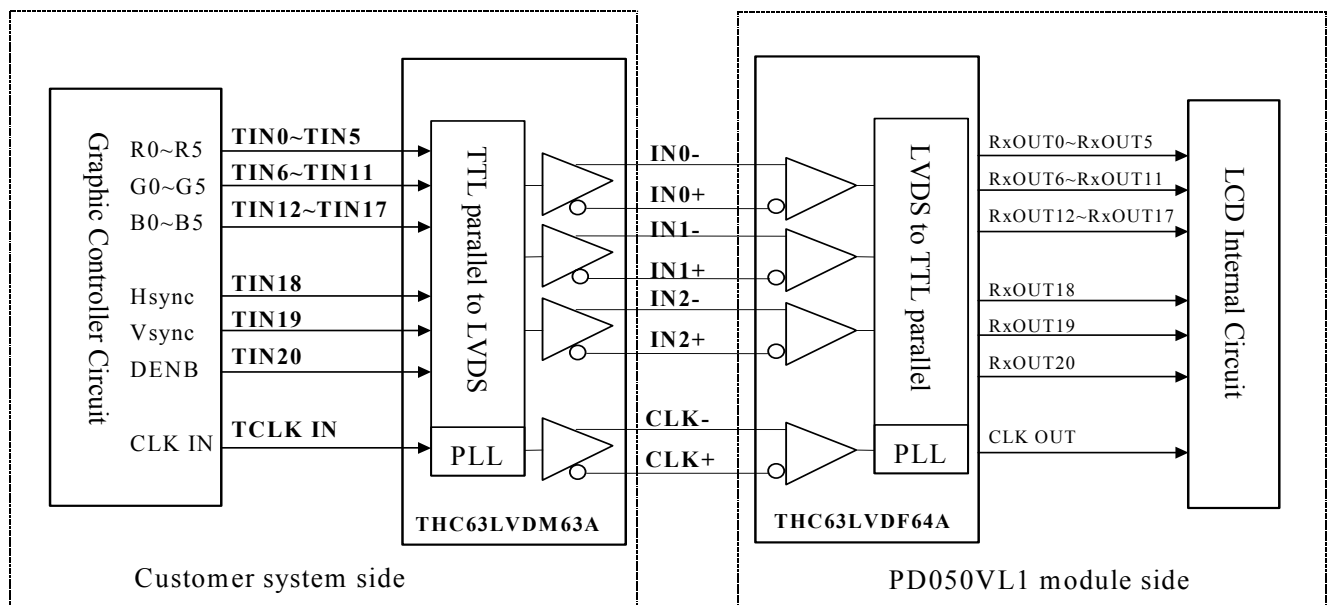 Graphic Controller Circuit
R0~R5
G0~G5
B0~B5
Hsync
Vsync
DENB
CLK IN
TIN0~TIN5
TIN6~TIN11
TIN12~TIN17
TIN18
TIN19
TIN20
TCLK IN
TTL parallel to LVDS
PLL
THC63LVDM63A
Customer system side
IN0-
IN0+
IN1-
IN1+
IN2-
IN2+
CLK-
CLK+
LVDS to TTL parallel
PLL
THC63LVDF64A
RxOUT0~RxOUT5
RxOUT6~RxOUT11
RxOUT12~RxOUT17
RxOUT18
RxOUT19
RxOUT20
CLK OUT
LCD Internal Circuit
PD050VL1 module side